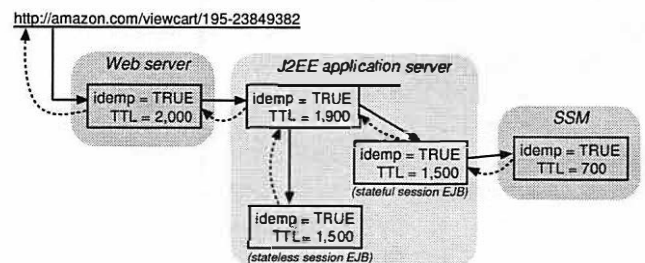 http://amazon.com/viewcart/195-23849382
Web server
J2EE application server
idemp = TRUE
TTL = 2,000
idemp = TRUE
TTL = 1,900
SSM
idemp = TRUE
TTL = 1,500
(stateful session EJB)
idemp = TRUE
TTL = 700
idemp = TRUE
TTL = 1,500
(stateless session EJB)